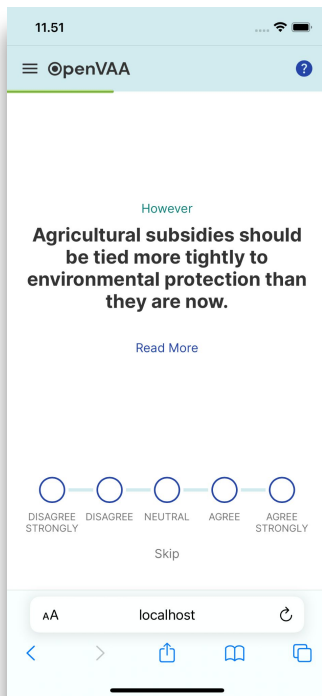 11.51
OpenVAA
?
However
Agricultural subsidies should
be tied more tightly to
environmental protection than
they are now.
Read More
DISAGREE STRONGLY
DISAGREE
NEUTRAL
AGREE
AGREE STRONGLY
Skip
AA
localhost